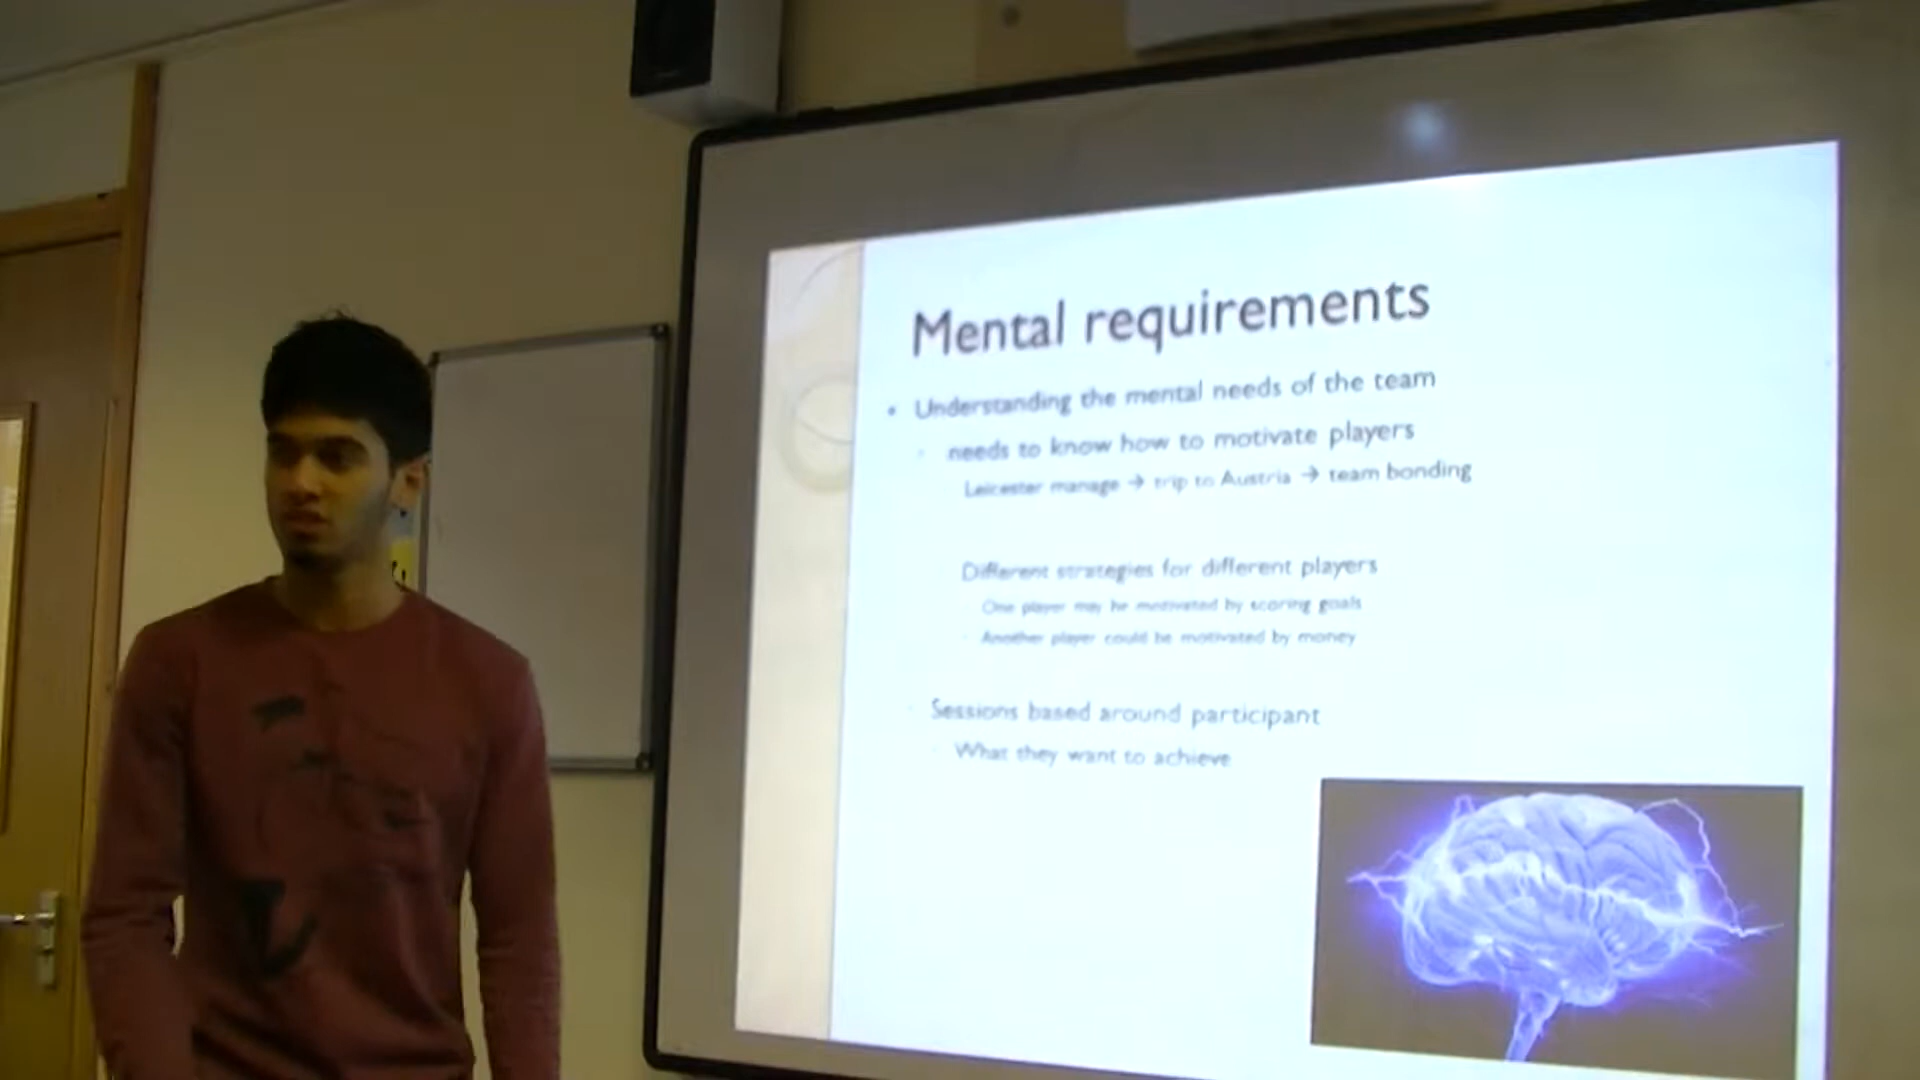 Mental requirements
Understanding the mental needs of the team
needs to know how to motivate players
Leicester manage → trip to Austria → team bonding
Different strategies for different players
One player may be motivated by scoring goals
Another player could be motivated by money
Sessions based around participant
What they want to achieve